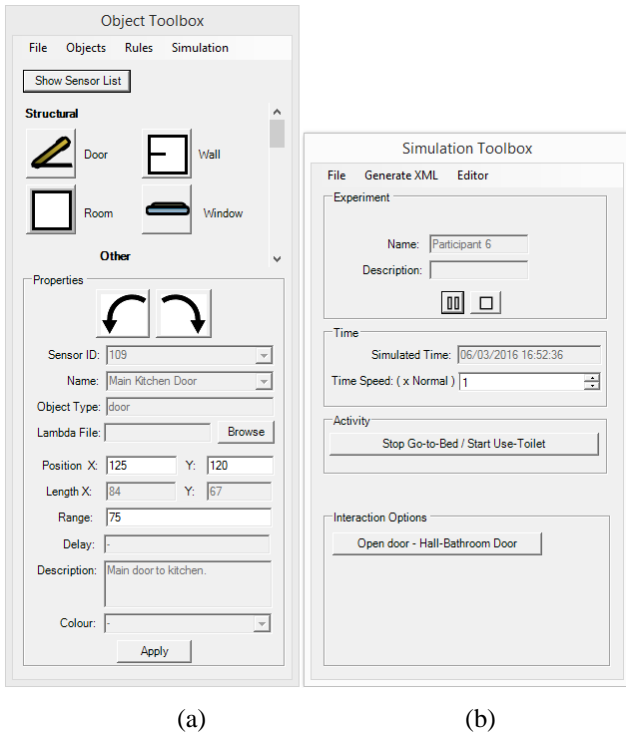 Object Toolbox
File Objects Rules Simulation
Show Sensor List
Structural
Door Wall
Room Window
Other
Properties
Sensor ID: 109
Name: Main Kitchen Door
Object Type: door
Lambda File: Browse
Position X: 125 Y: 120
Length X: 84 Y: 67
Range: 75
Delay: -
Description: Main door to kitchen.
Colour: -
Apply
(a)
Simulation Toolbox
File Generate XML Editor
Experiment
Name: Participant 6
Description:
Time
Simulated Time: 06/03/2016 16:52:36
Time Speed: ( x Normal ) 1
Activity
Stop Go-to-Bed / Start Use-Toilet
Interaction Options
Open door - Hall-Bathroom Door
(b)